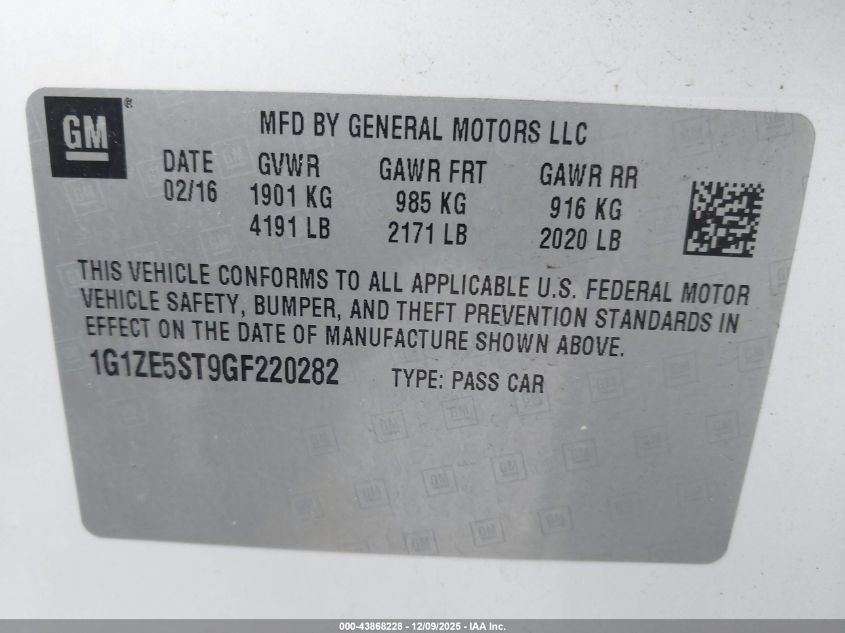 GM
MFD BY GENERAL MOTORS LLC
DATE GVWR GAWR FRT GAWR RR
02/16 1901 KG 985 KG 916 KG
4191 LB 2171 LB 2020 LB
THIS VEHICLE CONFORMS TO ALL APPLICABLE U.S. FEDERAL MOTOR
VEHICLE SAFETY, BUMPER, AND THEFT PREVENTION STANDARDS IN
EFFECT ON THE DATE OF MANUFACTURE SHOWN ABOVE.
1G1ZE5ST9GF220282 TYPE: PASS CAR
000-43868228 - 12/09/2025 - IAA Inc.